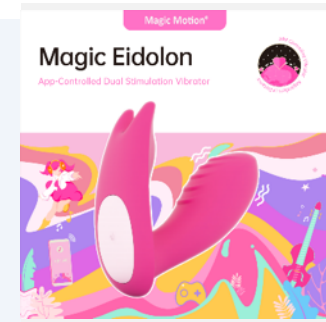 Magic Motion®
Magic Eidolon
App-Controlled Dual Stimulation Vibrator